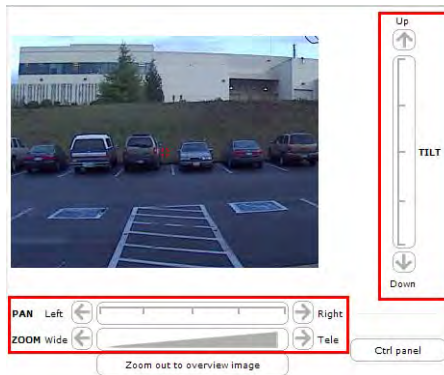 Up
TILT
Down
PAN Left Right
ZOOM Wide Tele
Ctrl panel
Zoom out to overview image